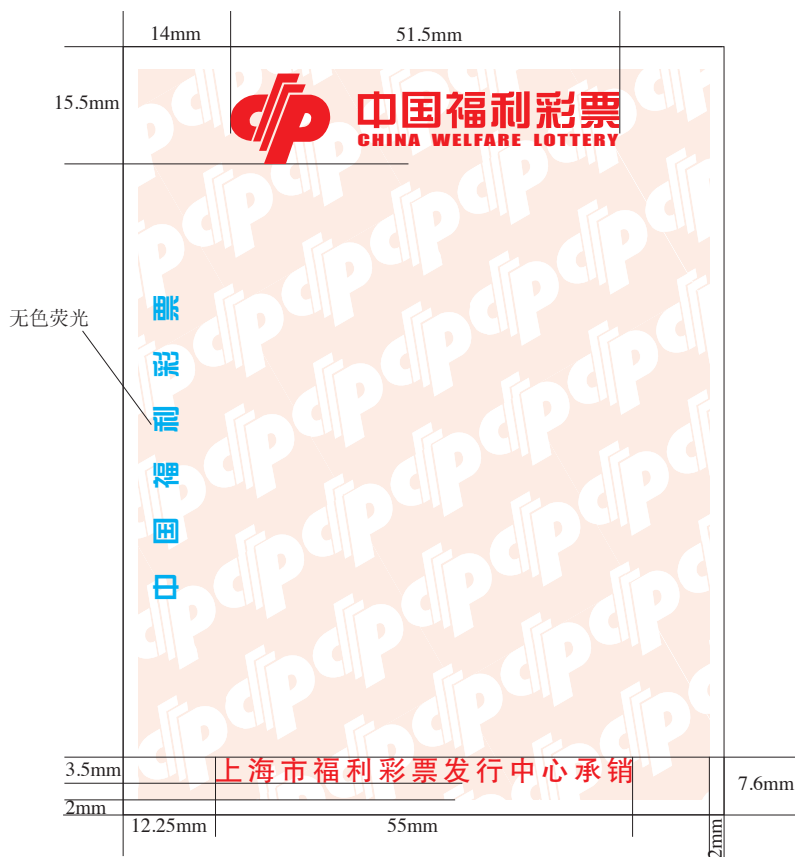 14mm
51.5mm
15.5mm
中国福利彩票
CHINA WELFARE LOTTERY
无色荧光
中国福利彩票
3.5mm
上海市福利彩票发行中心承销
7.6mm
2mm
12.25mm
55mm
2mm